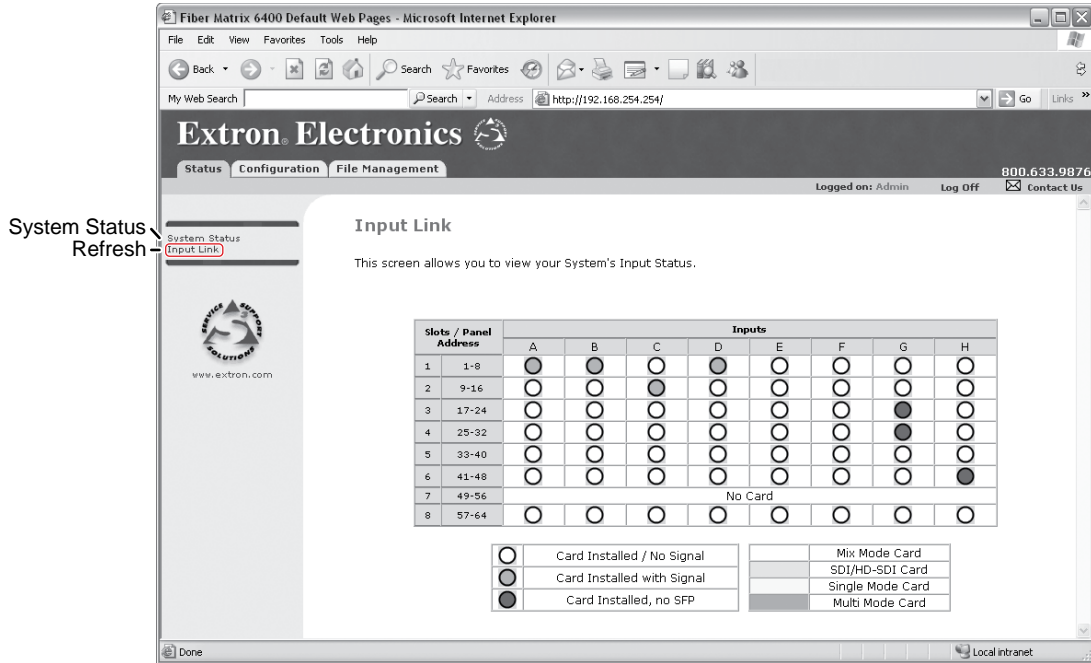 Fiber Matrix 6400 Default Web Pages - Microsoft Internet Explorer
File Edit View Favorites Tools Help
Back Search Favorites
My Web Search Search Address http://192.168.254.254/ Go Links »
Extron® Electronics
Status Configuration File Management
800.633.9876
Logged on: Admin Log Off Contact Us
System Status
Refresh
System Status
Input Link
SERVICE SUPPORT SOLUTIONS
S3
www.extron.com
Input Link
This screen allows you to view your System's Input Status.
Slots / Panel Address Inputs
A B C D E F G H
1 1-8
2 9-16
3 17-24
4 25-32
5 33-40
6 41-48
7 49-56 No Card
8 57-64
Card Installed / No Signal
Card Installed with Signal
Card Installed, no SFP
Mix Mode Card
SDI/HD-SDI Card
Single Mode Card
Multi Mode Card
Done Local intranet